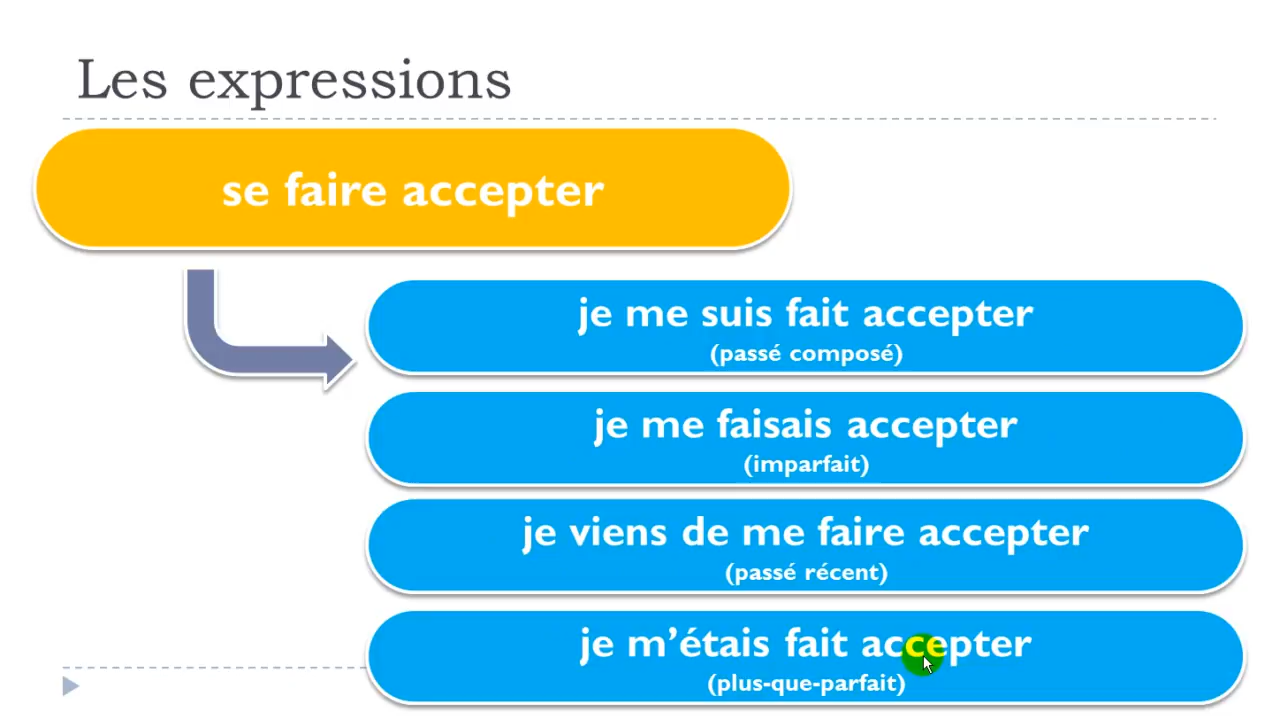 Les expressions
se faire accepter
je me suis fait accepter
(passé composé)
je me faisais accepter
(imparfait)
je viens de me faire accepter
(passé récent)
je m’étais fait accepter
(plus-que-parfait)